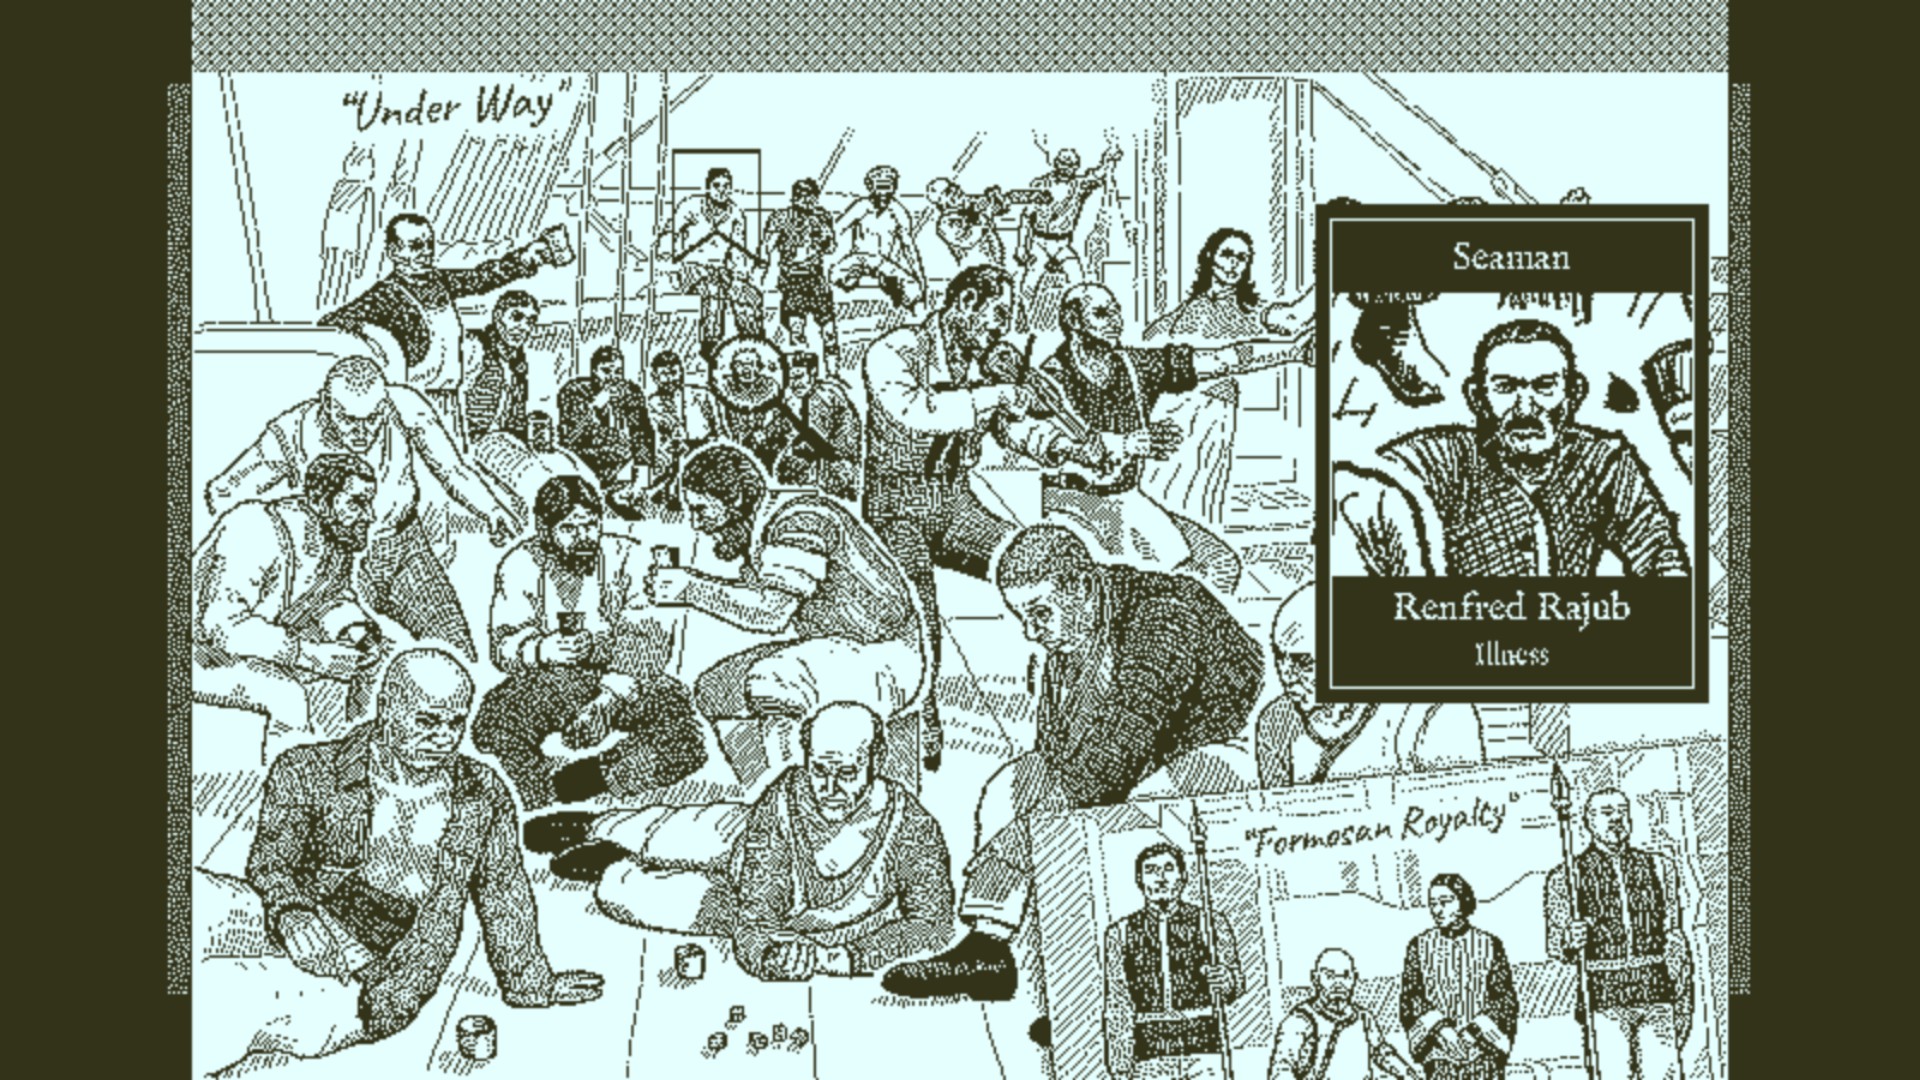 "Under Way"
Seaman
Renfred Rajub
Illness
"Formosan Royalty"